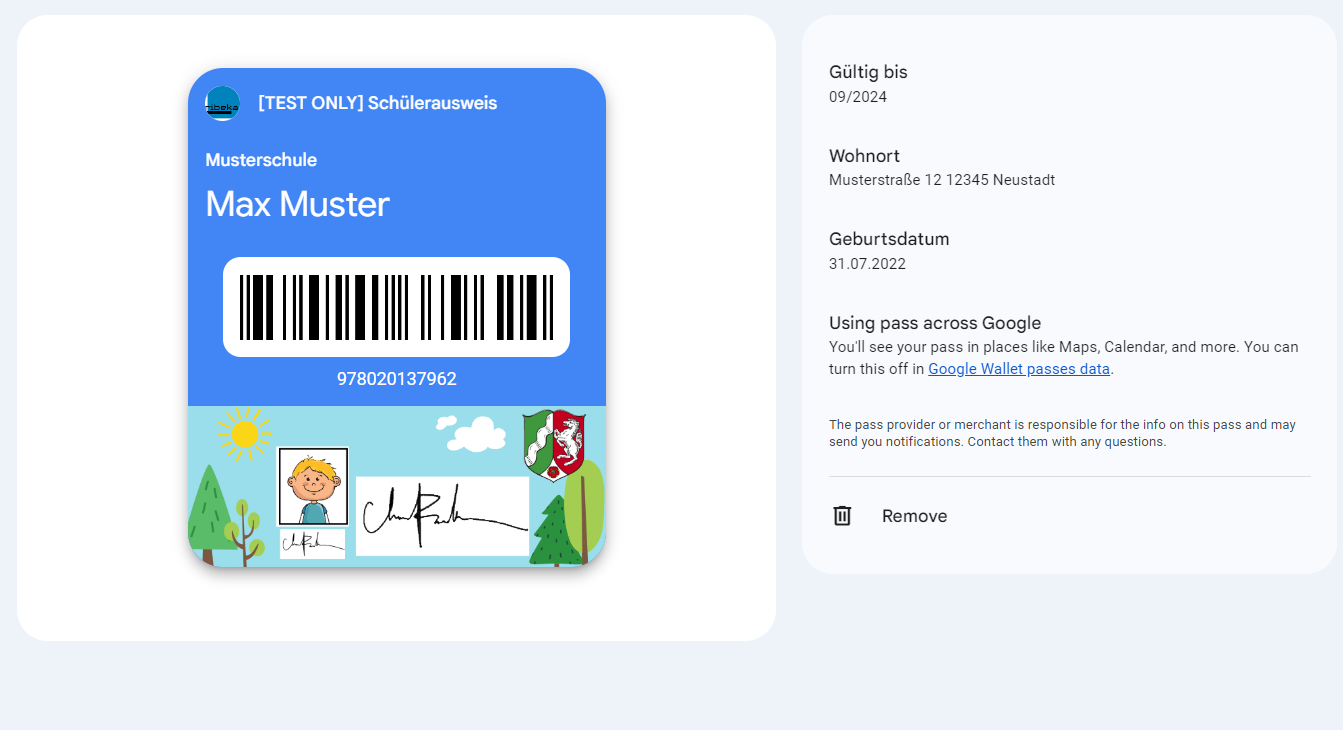 [TEST ONLY] Schülerausweis
Musterschule
Max Muster
978020137962
Gültig bis
09/2024
Wohnort
Musterstraße 12 12345 Neustadt
Geburtsdatum
31.07.2022
Using pass across Google
You'll see your pass in places like Maps, Calendar, and more. You can
turn this off in Google Wallet passes data.
The pass provider or merchant is responsible for the info on this pass and may
send you notifications. Contact them with any questions.
Remove